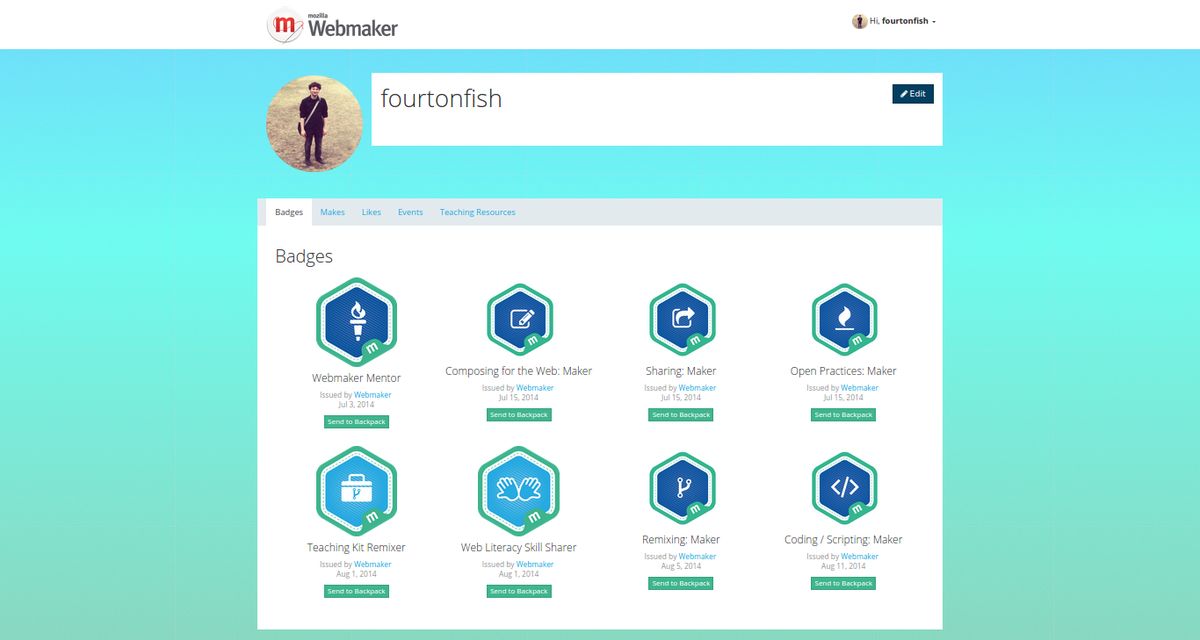 mozilla
Webmaker
Hi, fourtonfish
fourtonfish
Edit
Badges Makes Likes Events Teaching Resources
Badges
Webmaker Mentor
Issued by Webmaker
Jul 3, 2014
Send to Backpack
Composing for the Web: Maker
Issued by Webmaker
Jul 15, 2014
Send to Backpack
Sharing: Maker
Issued by Webmaker
Jul 15, 2014
Send to Backpack
Open Practices: Maker
Issued by Webmaker
Jul 15, 2014
Send to Backpack
Teaching Kit Remixer
Issued by Webmaker
Aug 1, 2014
Send to Backpack
Web Literacy Skill Sharer
Issued by Webmaker
Aug 1, 2014
Send to Backpack
Remixing: Maker
Issued by Webmaker
Aug 5, 2014
Send to Backpack
Coding / Scripting: Maker
Issued by Webmaker
Aug 11, 2014
Send to Backpack